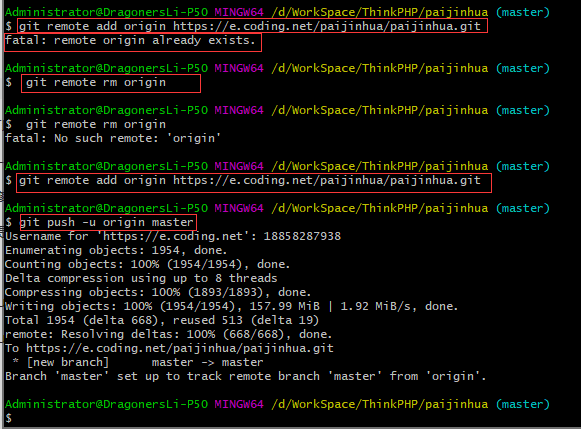 Administrator@DragonersLi-P50 MINGW64 /d/WorkSpace/ThinkPHP/paijinhua (master)
$ git remote add origin https://e.coding.net/paijinhua/paijinhua.git
fatal: remote origin already exists.
Administrator@DragonersLi-P50 MINGW64 /d/WorkSpace/ThinkPHP/paijinhua (master)
$ git remote rm origin
Administrator@DragonersLi-P50 MINGW64 /d/WorkSpace/ThinkPHP/paijinhua (master)
$ git remote rm origin
fatal: No such remote: 'origin'
Administrator@DragonersLi-P50 MINGW64 /d/WorkSpace/ThinkPHP/paijinhua (master)
$ git remote add origin https://e.coding.net/paijinhua/paijinhua.git
Administrator@DragonersLi-P50 MINGW64 /d/WorkSpace/ThinkPHP/paijinhua (master)
$ git push -u origin master
Username for 'https://e.coding.net': 18858287938
Enumerating objects: 1954, done.
Counting objects: 100% (1954/1954), done.
Delta compression using up to 8 threads
Compressing objects: 100% (1893/1893), done.
Writing objects: 100% (1954/1954), 157.99 MiB | 1.92 MiB/s, done.
Total 1954 (delta 668), reused 513 (delta 19)
remote: Resolving deltas: 100% (668/668), done.
To https://e.coding.net/paijinhua/paijinhua.git
* [new branch] master -> master
Branch 'master' set up to track remote branch 'master' from 'origin'.
Administrator@DragonersLi-P50 MINGW64 /d/WorkSpace/ThinkPHP/paijinhua (master)
$